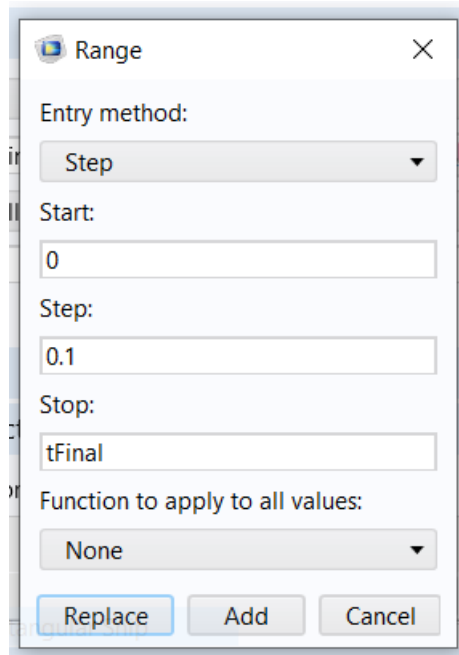 Range
Entry method:
Step
Start:
0
Step:
0.1
Stop:
tFinal
Function to apply to all values:
None
Replace
Add
Cancel